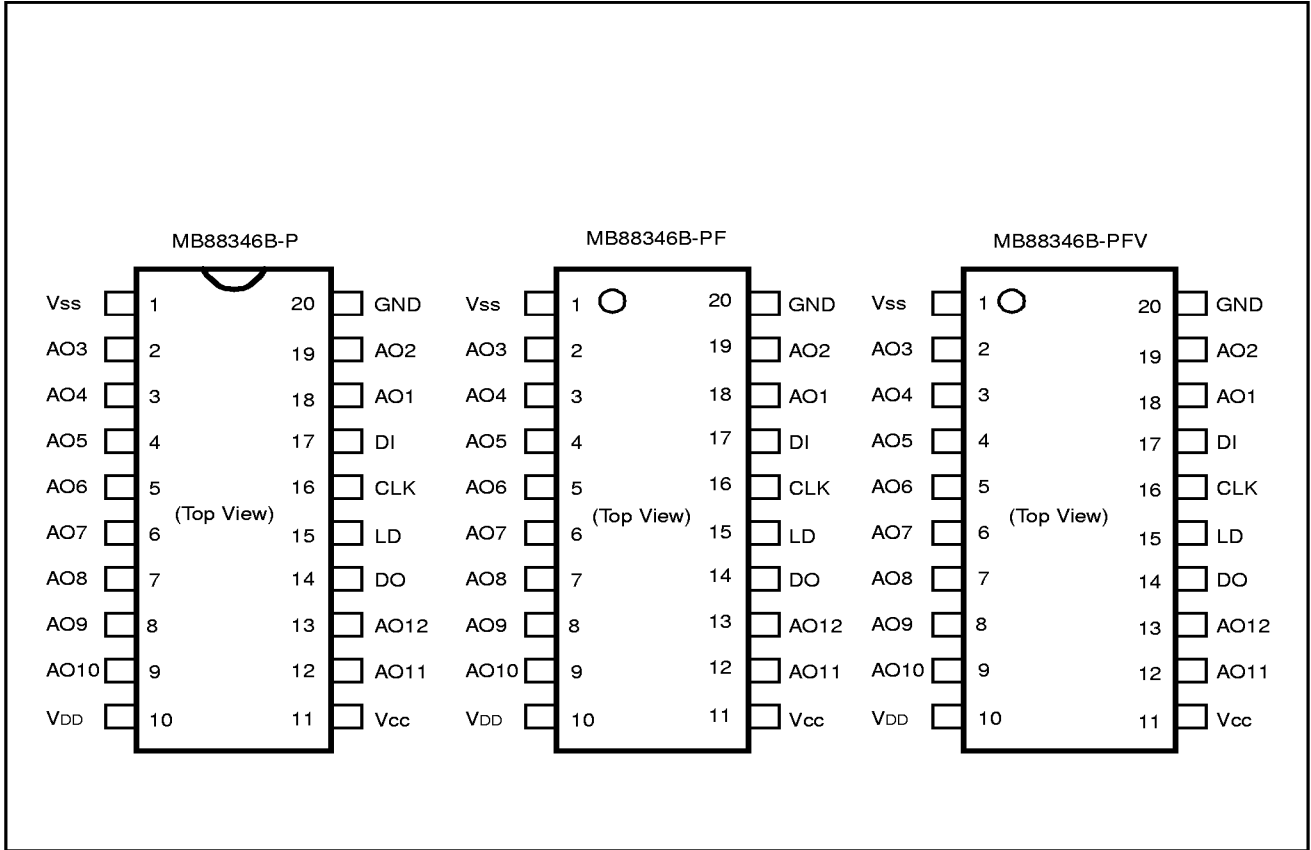 MB88346B-P
Vss 1 20 GND
AO3 2 19 AO2
AO4 3 18 AO1
AO5 4 17 DI
AO6 5 16 CLK
(Top View)
AO7 6 15 LD
AO8 7 14 DO
AO9 8 13 AO12
AO10 9 12 AO11
VDD 10 11 Vcc
MB88346B-PF
Vss 1 20 GND
AO3 2 19 AO2
AO4 3 18 AO1
AO5 4 17 DI
AO6 5 16 CLK
(Top View)
AO7 6 15 LD
AO8 7 14 DO
AO9 8 13 AO12
AO10 9 12 AO11
VDD 10 11 Vcc
MB88346B-PFV
Vss 1 20 GND
AO3 2 19 AO2
AO4 3 18 AO1
AO5 4 17 DI
AO6 5 16 CLK
(Top View)
AO7 6 15 LD
AO8 7 14 DO
AO9 8 13 AO12
AO10 9 12 AO11
VDD 10 11 Vcc